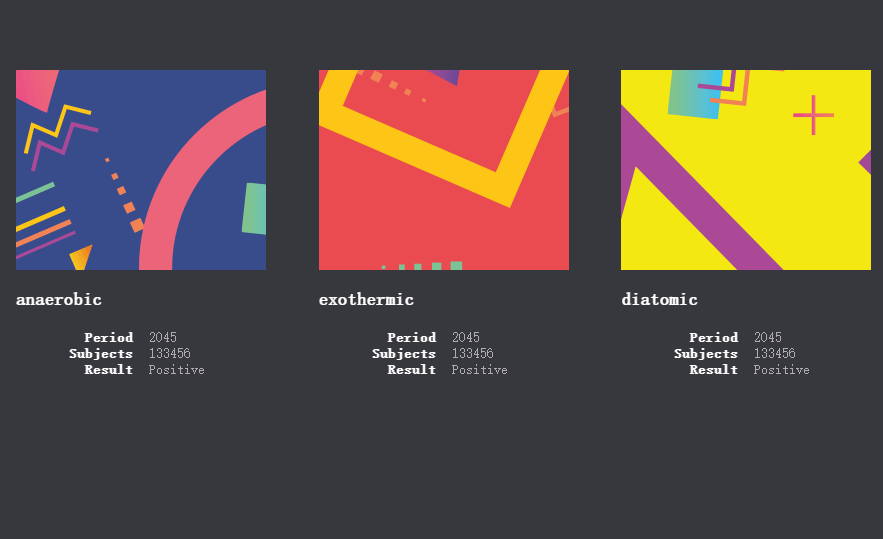 anaerobic
Period 2045
Subjects 133456
Result Positive
exothermic
Period 2045
Subjects 133456
Result Positive
diatomic
Period 2045
Subjects 133456
Result Positive